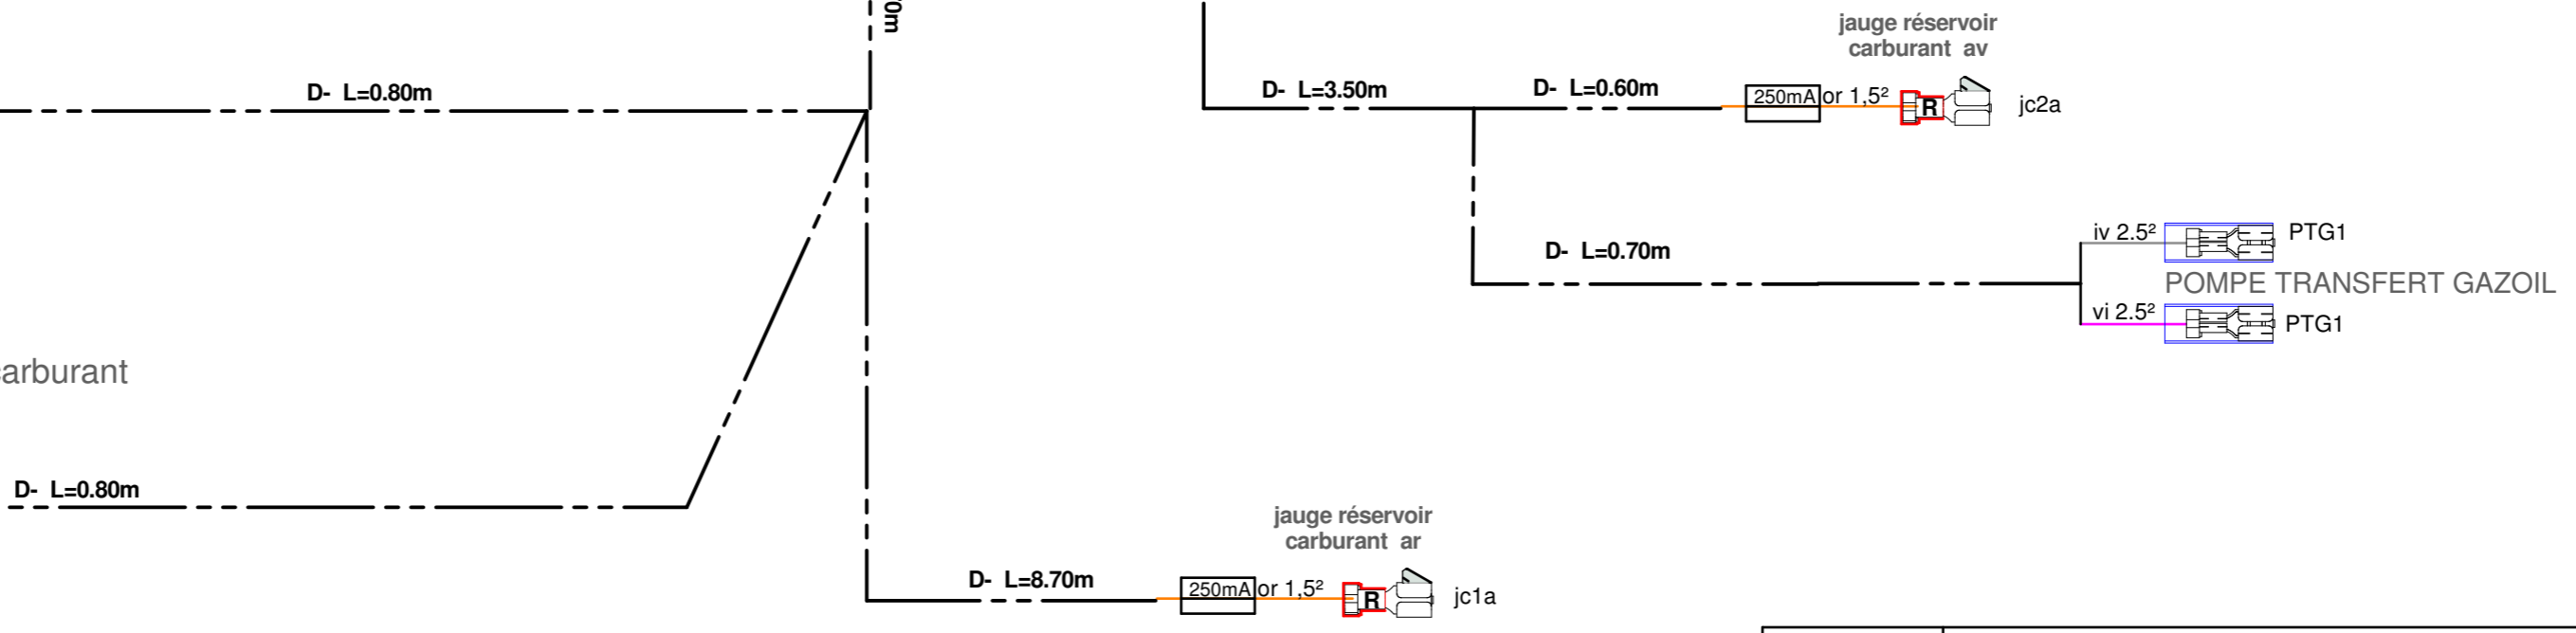 jauge réservoir
carburant av
D- L=0.80m
D- L=3.50m
D- L=0.60m
250mA
or 1,5²
R
jc2a
D- L=0.70m
iv 2.5²
PTG1
POMPE TRANSFERT GAZOIL
vi 2.5²
PTG1
D- L=0.80m
jauge réservoir
carburant ar
D- L=8.70m
250mA
or 1,5²
R
jc1a